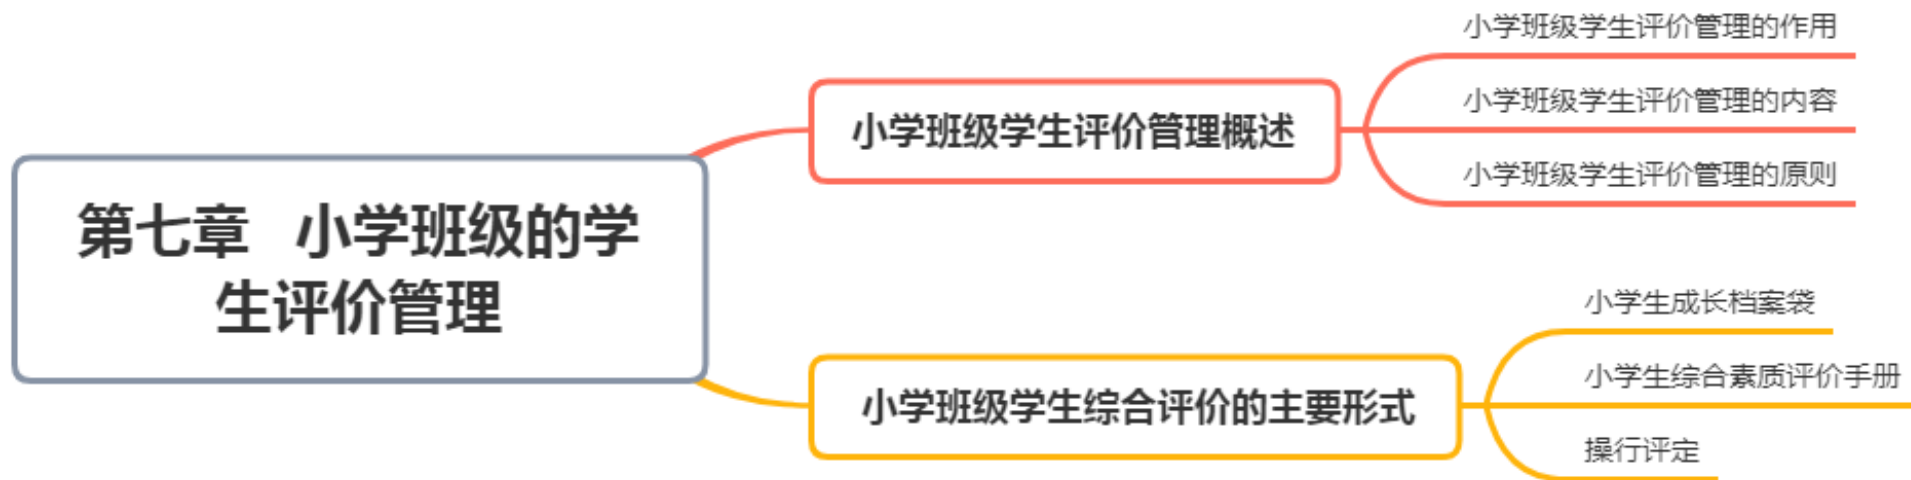 第七章 小学班级的学
生评价管理
小学班级学生评价管理概述
小学班级学生评价管理的作用
小学班级学生评价管理的内容
小学班级学生评价管理的原则
小学班级学生综合评价的主要形式
小学生成长档案袋
小学生综合素质评价手册
操行评定